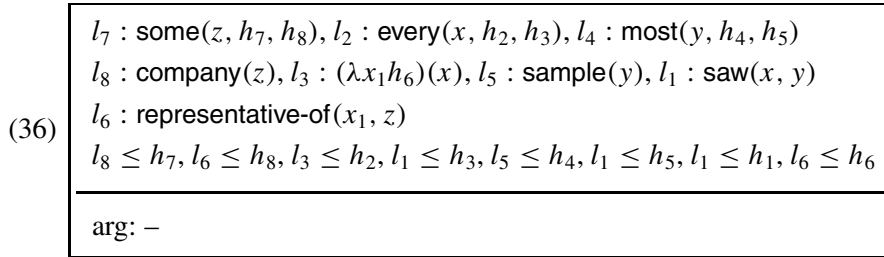 (36)
l₇ : some(z, h₇, h₈), l₂ : every(x, h₂, h₃), l₄ : most(y, h₄, h₅)
l₈ : company(z), l₃ : (λx₁h₆)(x), l₅ : sample(y), l₁ : saw(x, y)
l₆ : representative-of(x₁, z)
l₈ ≤ h₇, l₆ ≤ h₈, l₃ ≤ h₂, l₁ ≤ h₃, l₅ ≤ h₄, l₁ ≤ h₅, l₁ ≤ h₁, l₆ ≤ h₆
arg: –